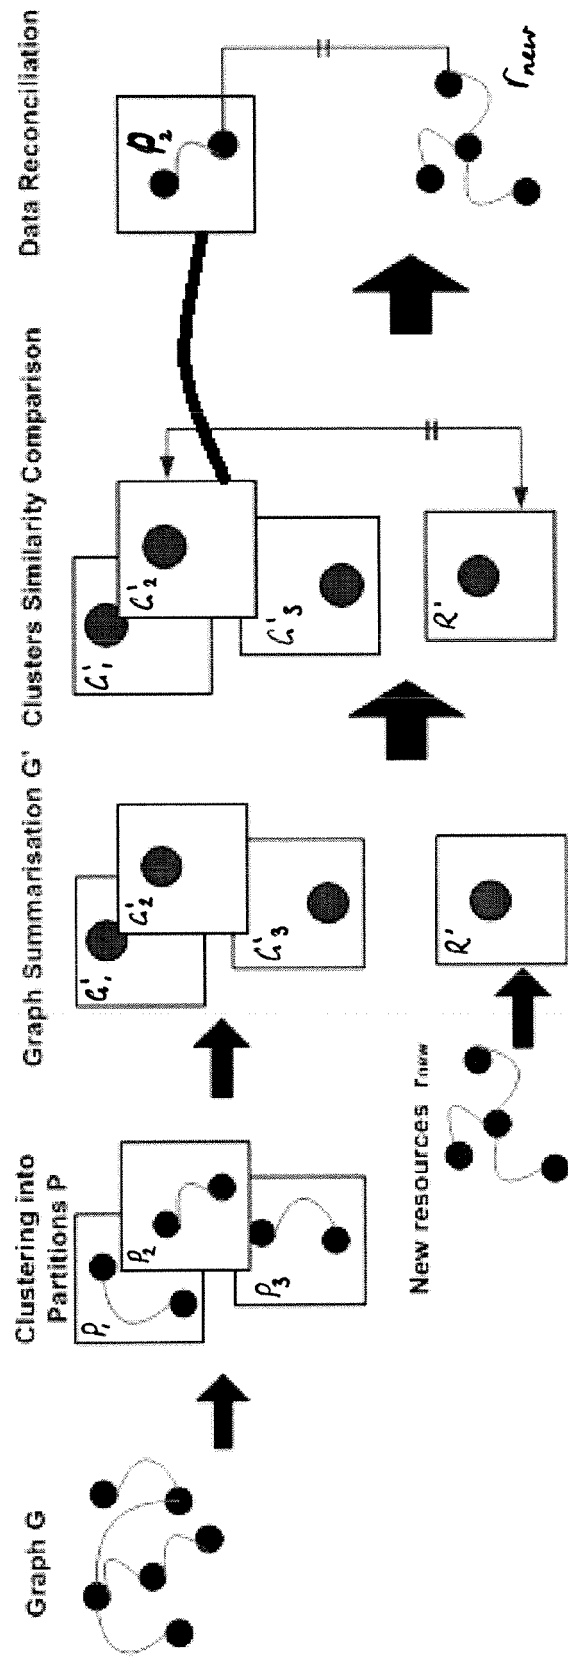 Graph G
Clustering into
Partitions P
Graph Summarisation G'
Clusters Similarity Comparison
Data Reconciliation
P₁
P₂
P₃
G'₁
G'₂
G'₃
G'₁
G'₂
G'₃
P₂
New resources rnew
R'
R'
rnew